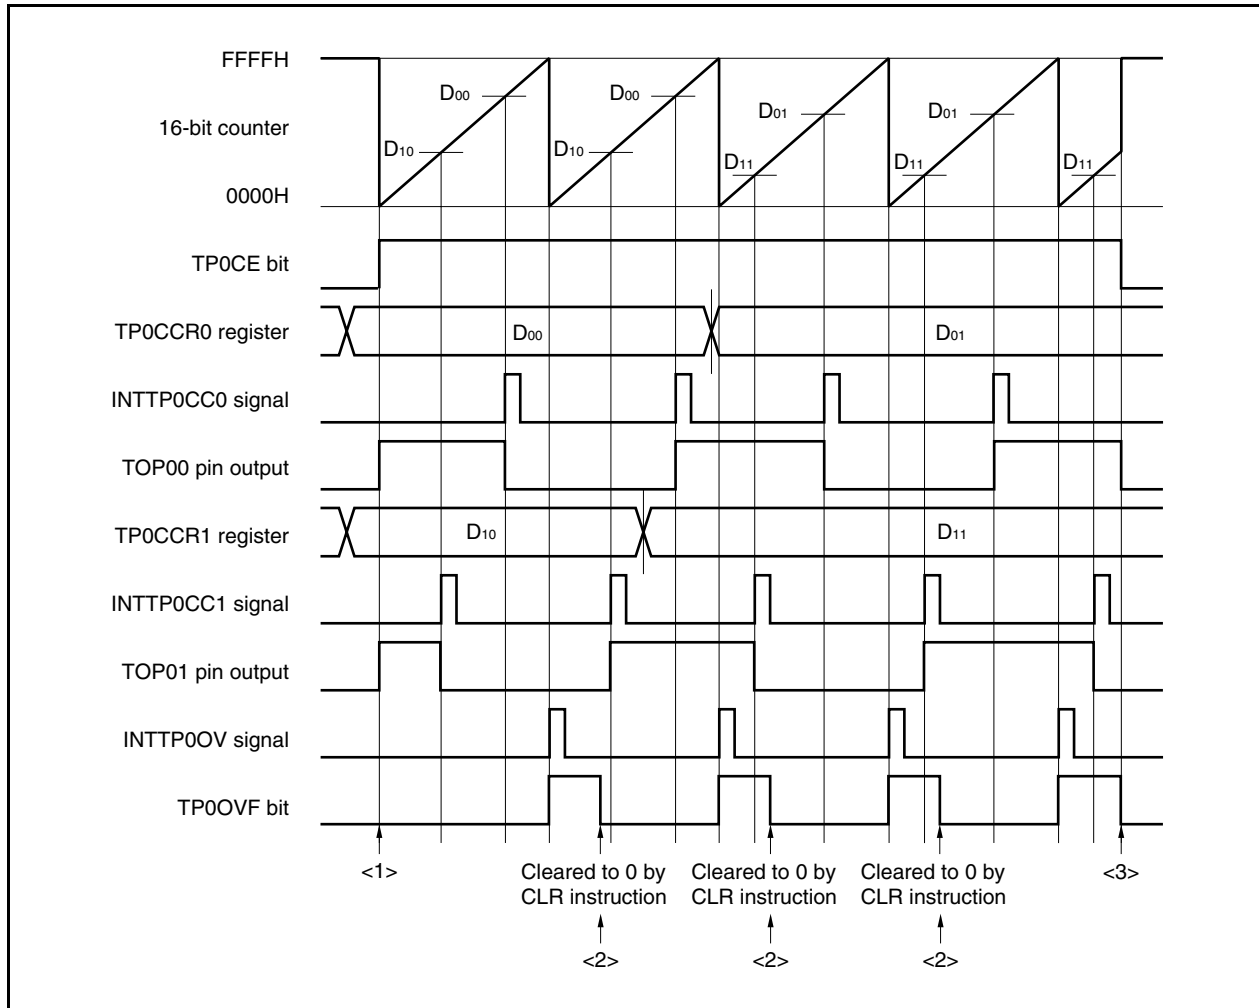 FFFFH
D00
D00
D01
D01
16-bit counter
D10
D10
D11
D11
D11
0000H
TP0CE bit
TP0CCR0 register
D00
D01
INTTP0CC0 signal
TOP00 pin output
TP0CCR1 register
D10
D11
INTTP0CC1 signal
TOP01 pin output
INTTP0OV signal
TP0OVF bit
<1>
Cleared to 0 by
CLR instruction
Cleared to 0 by
CLR instruction
Cleared to 0 by
CLR instruction
<3>
<2>
<2>
<2>